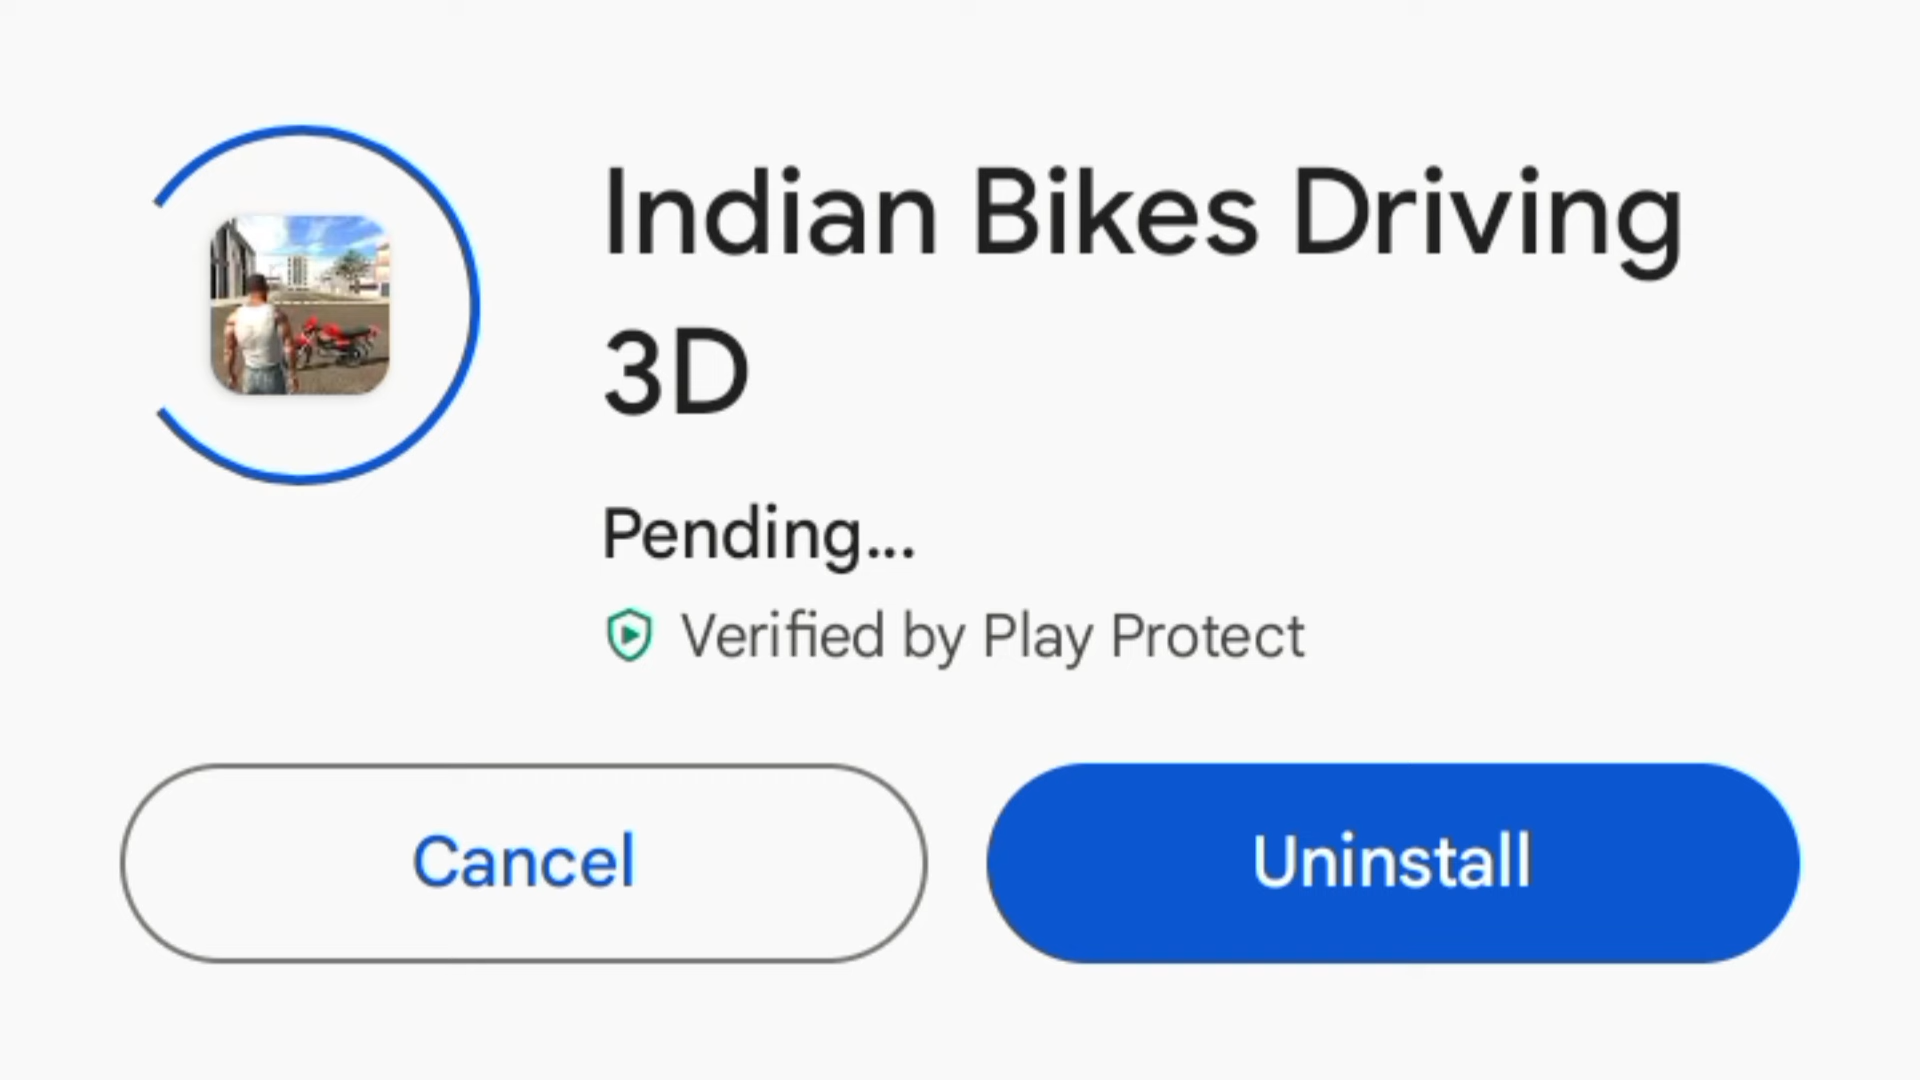 Indian Bikes Driving
3D
Pending...
Verified by Play Protect
Cancel
Uninstall